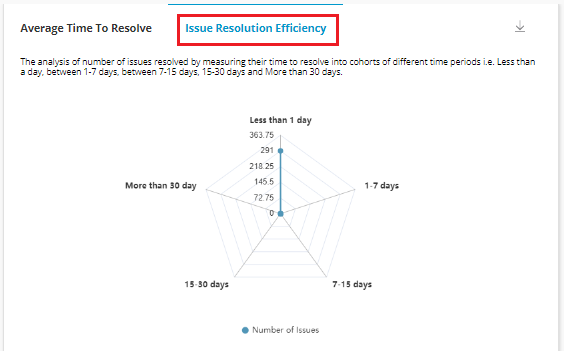 Average Time To Resolve
Issue Resolution Efficiency
The analysis of number of issues resolved by measuring their time to resolve into cohorts of different time periods i.e. Less than
a day, between 1-7 days, between 7-15 days, 15-30 days and More than 30 days.
Less than 1 day
363.75
291
218.25
145.5
72.75
0
More than 30 day
1-7 days
15-30 days
7-15 days
Number of Issues